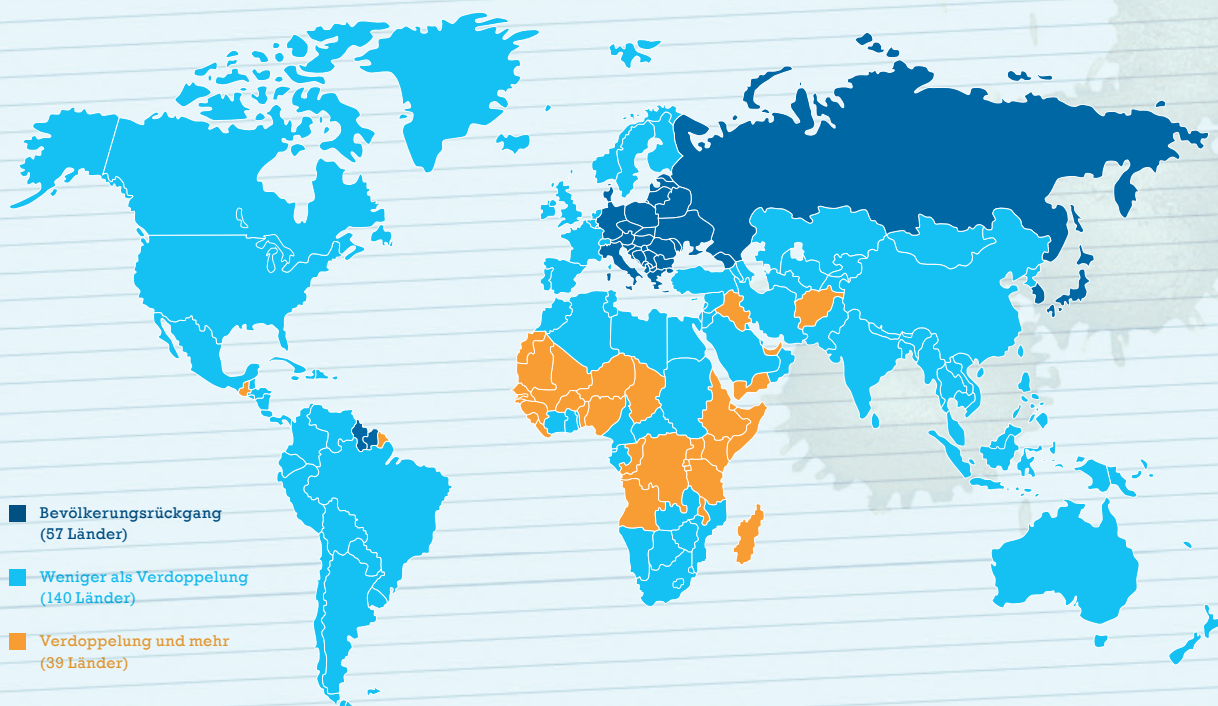 Bevölkerungsrückgang
(57 Länder)
Weniger als Verdoppelung
(140 Länder)
Verdoppelung und mehr
(39 Länder)